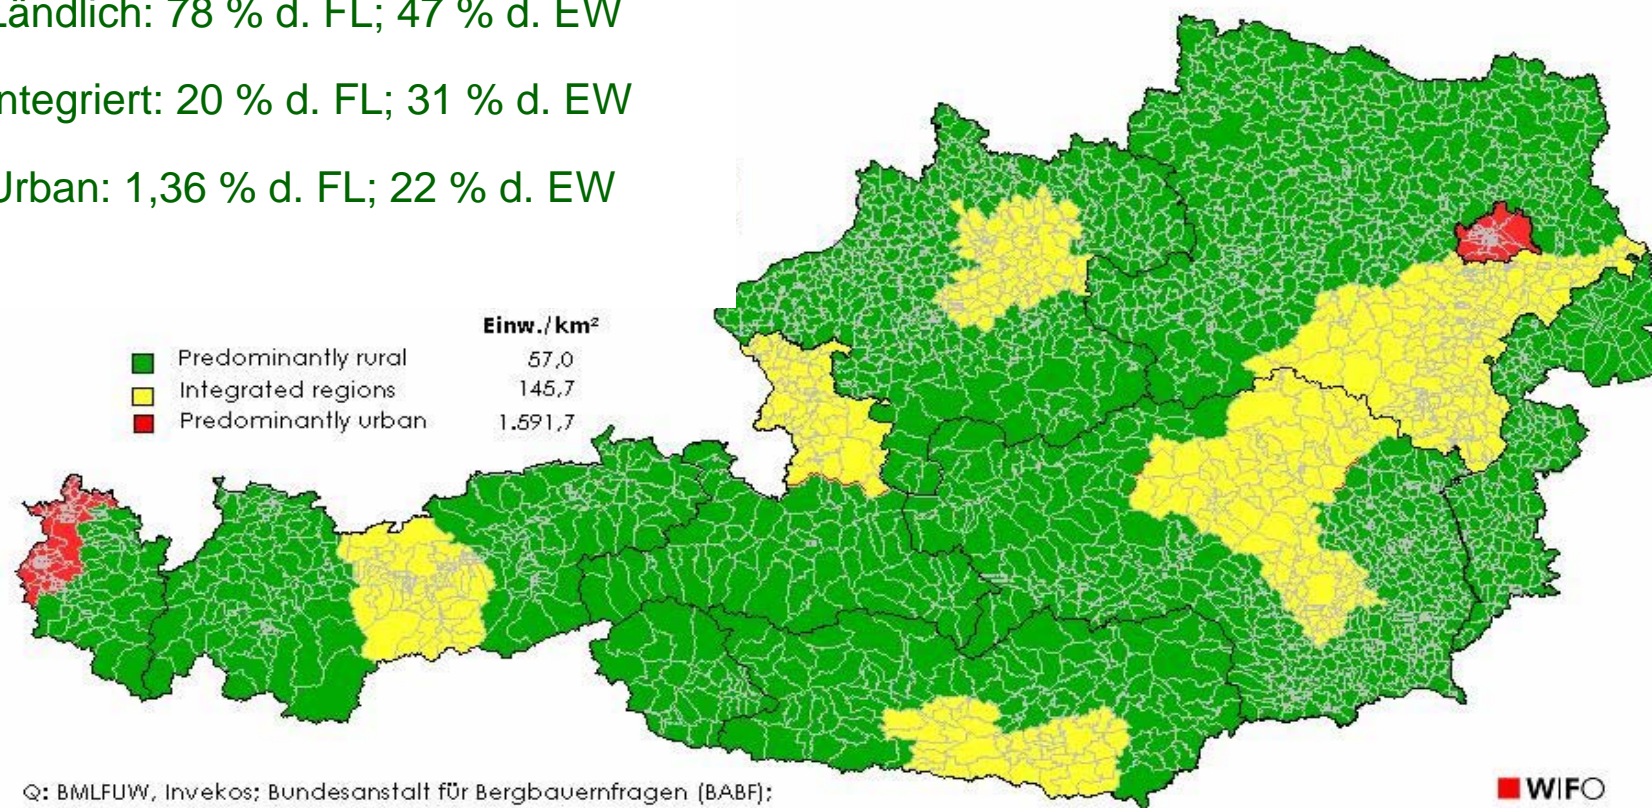 Ländlich: 78 % d. FL; 47 % d. EW
ntegriert: 20 % d. FL; 31 % d. EW
Urban: 1,36 % d. FL; 22 % d. EW
Einw./km²
Predominantly rural 57,0
Integrated regions 145,7
Predominantly urban 1.591,7
Q: BMLFUW, Invekos; Bundesanstalt für Bergbauernfragen (BABF);
WIFO